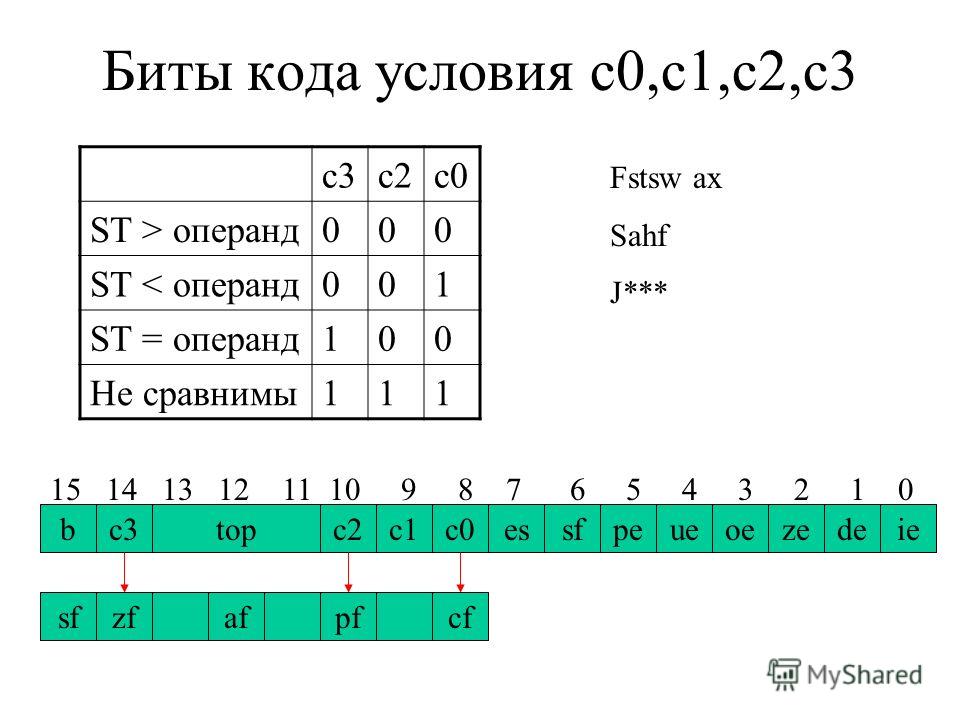 Биты кода условия c0,c1,c2,c3
c3 c2 c0
ST > операнд 0 0 0
ST < операнд 0 0 1
ST = операнд 1 0 0
Не сравнимы 1 1 1
Fstsw ax
Sahf
J***
15 14 13 12 11 10 9 8 7 6 5 4 3 2 1 0
b c3 top c2 c1 c0 es sf pe ue oe ze de ie
sf zf af pf cf
MyShared